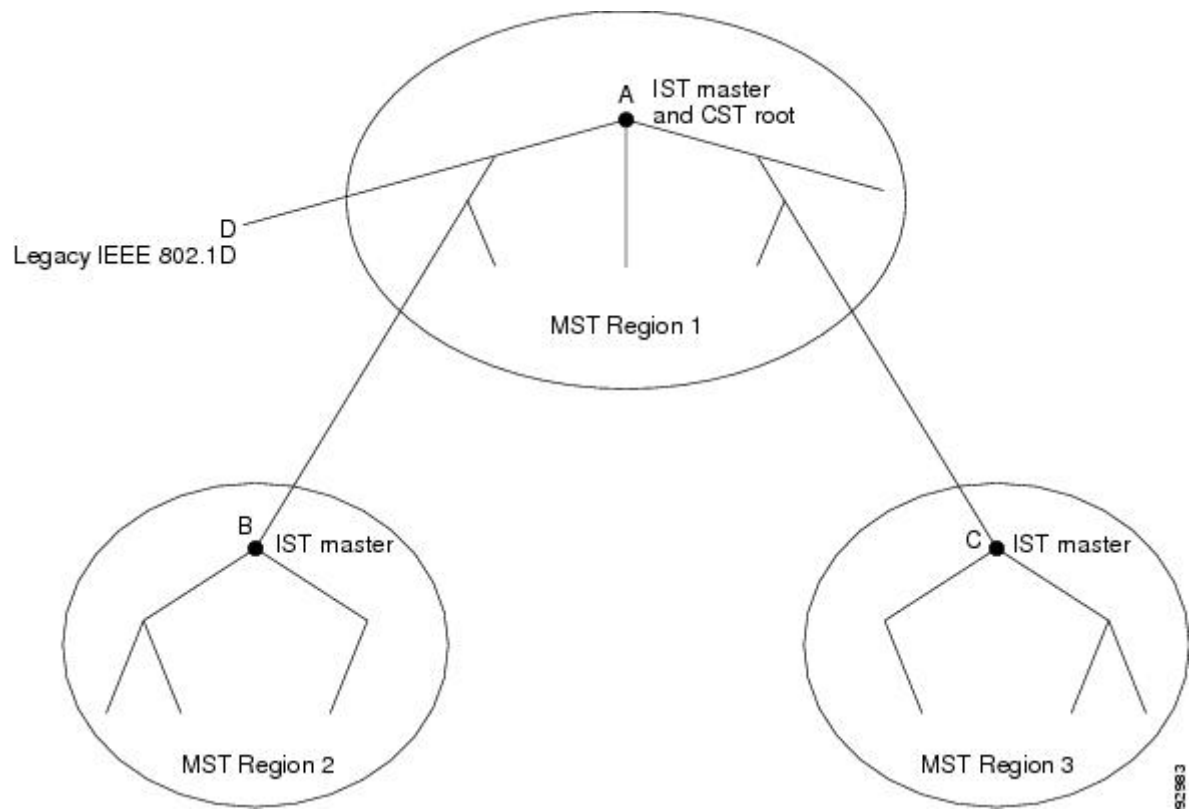 A
IST master
and CST root
D
Legacy IEEE 802.1D
MST Region 1
B
IST master
C
IST master
MST Region 2
MST Region 3
92983